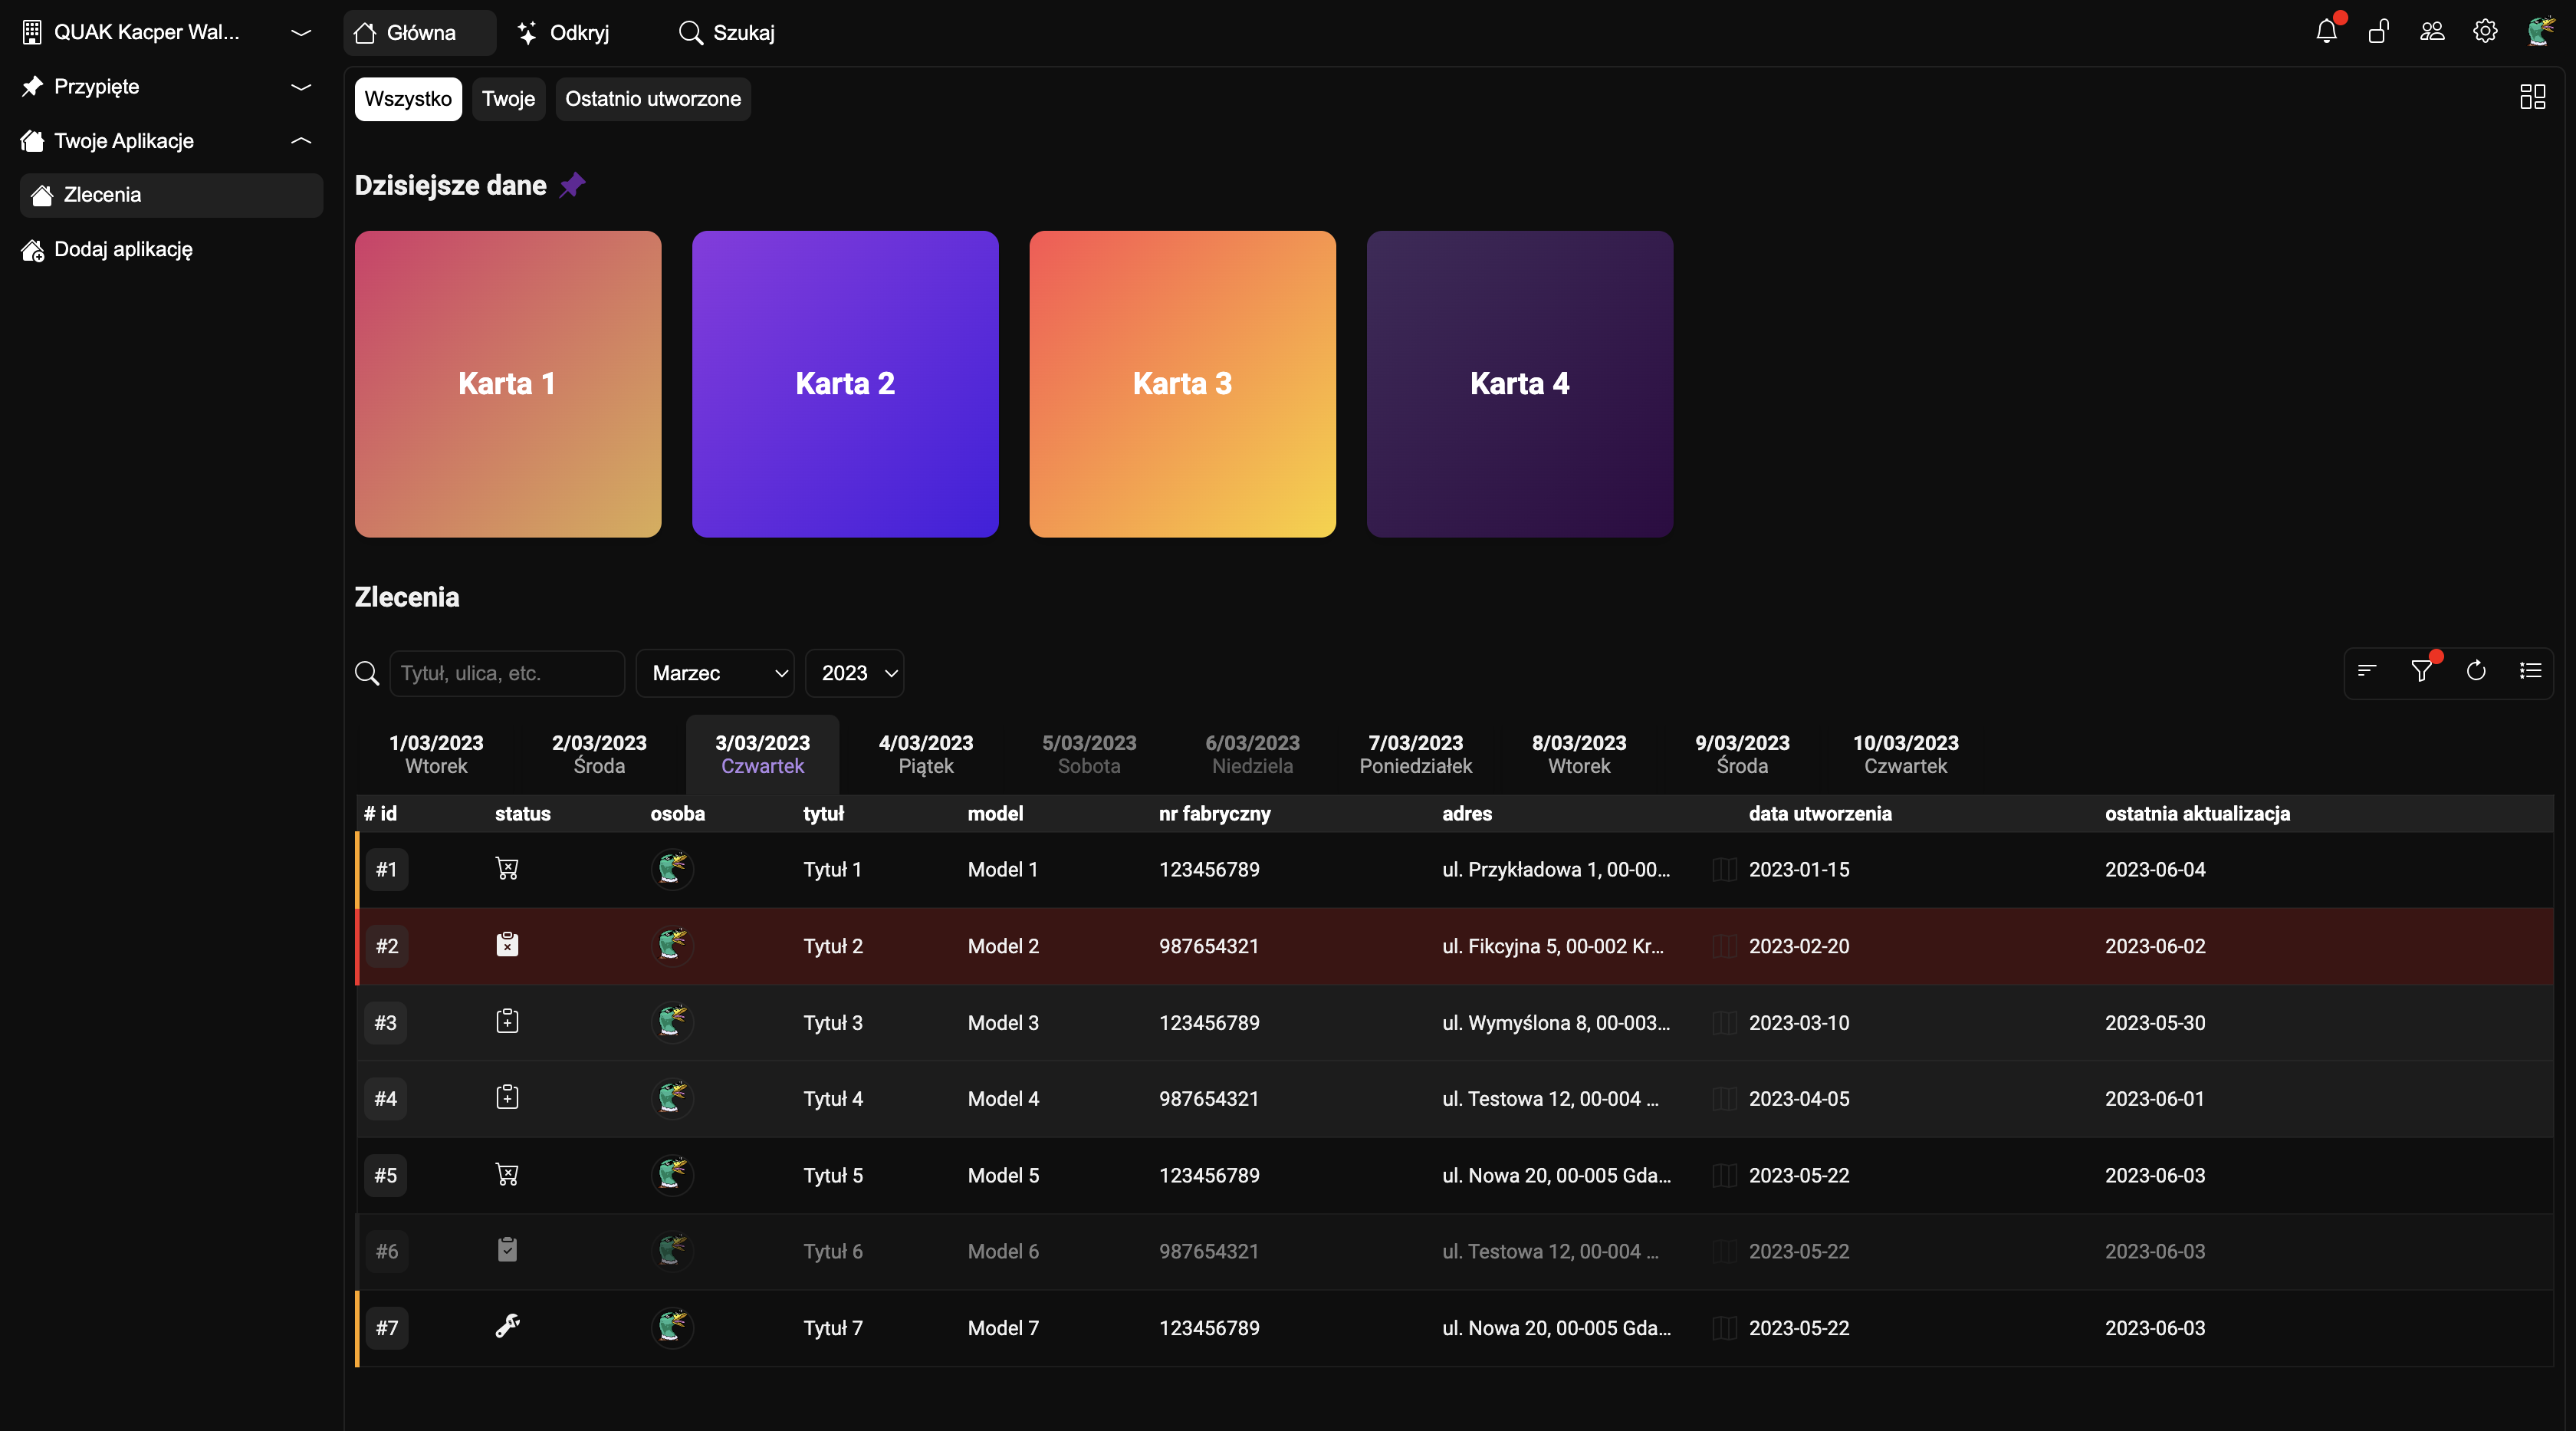 QUAK Kacper Wal...
Główna
Odkryj
Szukaj
Przypięte
Twoje Aplikacje
Zlecenia
Dodaj aplikację
Wszystko
Twoje
Ostatnio utworzone
Dzisiejsze dane
Karta 1
Karta 2
Karta 3
Karta 4
Zlecenia
Tytuł, ulica, etc.
Marzec
2023
1/03/2023
Wtorek
2/03/2023
Środa
3/03/2023
Czwartek
4/03/2023
Piątek
5/03/2023
Sobota
6/03/2023
Niedziela
7/03/2023
Poniedziałek
8/03/2023
Wtorek
9/03/2023
Środa
10/03/2023
Czwartek
# id status osoba tytuł model nr fabryczny adres data utworzenia ostatnia aktualizacja
#1 Tytuł 1 Model 1 123456789 ul. Przykładowa 1, 00-00... 2023-01-15 2023-06-04
#2 Tytuł 2 Model 2 987654321 ul. Fikcyjna 5, 00-002 Kr... 2023-02-20 2023-06-02
#3 Tytuł 3 Model 3 123456789 ul. Wymyślona 8, 00-003... 2023-03-10 2023-05-30
#4 Tytuł 4 Model 4 987654321 ul. Testowa 12, 00-004 ... 2023-04-05 2023-06-01
#5 Tytuł 5 Model 5 123456789 ul. Nowa 20, 00-005 Gda... 2023-05-22 2023-06-03
#6 Tytuł 6 Model 6 987654321 ul. Testowa 12, 00-004 ... 2023-05-22 2023-06-03
#7 Tytuł 7 Model 7 123456789 ul. Nowa 20, 00-005 Gda... 2023-05-22 2023-06-03